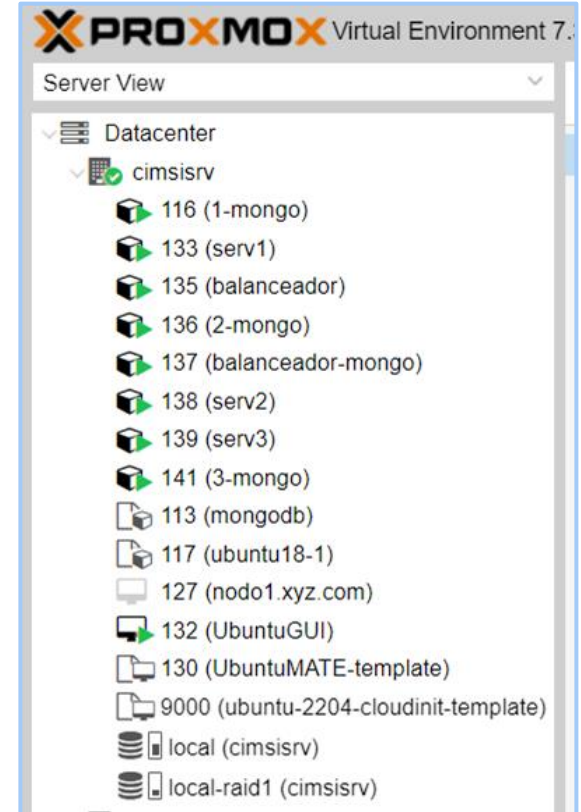 PROXMOX Virtual Environment 7.
Server View
Datacenter
cimsisrv
116 (1-mongo)
133 (serv1)
135 (balanceador)
136 (2-mongo)
137 (balanceador-mongo)
138 (serv2)
139 (serv3)
141 (3-mongo)
113 (mongodb)
117 (ubuntu18-1)
127 (nodo1.xyz.com)
132 (UbuntuGUI)
130 (UbuntuMATE-template)
9000 (ubuntu-2204-cloudinit-template)
local (cimsisrv)
local-raid1 (cimsisrv)